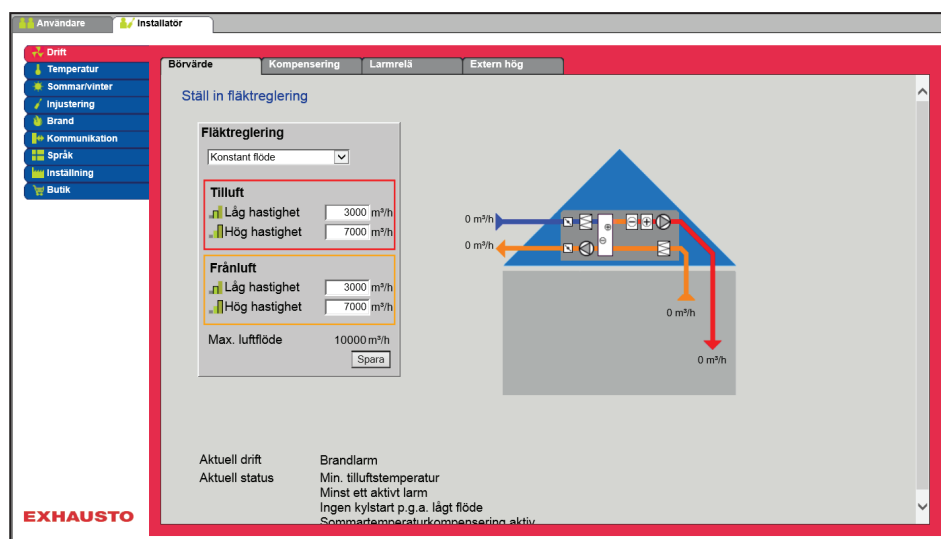 Användare Installatör
Drift
Temperatur
Sommar/vinter
Injustering
Brand
Kommunikation
Språk
Inställning
Butik
EXHAUSTO
Börvärde Kompensering Larmrelä Extern hög
Ställ in fläktreglering
Fläktreglering
Konstant flöde
Tilluft
Låg hastighet 3000 m³/h
Hög hastighet 7000 m³/h
Frånluft
Låg hastighet 3000 m³/h
Hög hastighet 7000 m³/h
Max. luftflöde 10000 m³/h
Spara
0 m³/h
0 m³/h
0 m³/h
0 m³/h
Aktuell drift Brandlarm
Aktuell status Min. tilluftstemperatur
Minst ett aktivt larm
Ingen kylstart p.g.a. lågt flöde
Sommartemperaturkompensering aktiv